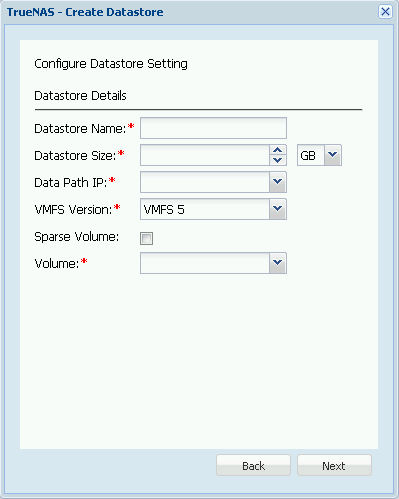 TrueNAS - Create Datastore
Configure Datastore Setting
Datastore Details
Datastore Name:*
Datastore Size:* GB
Data Path IP:*
VMFS Version:* VMFS 5
Sparse Volume:
Volume:*
Back Next